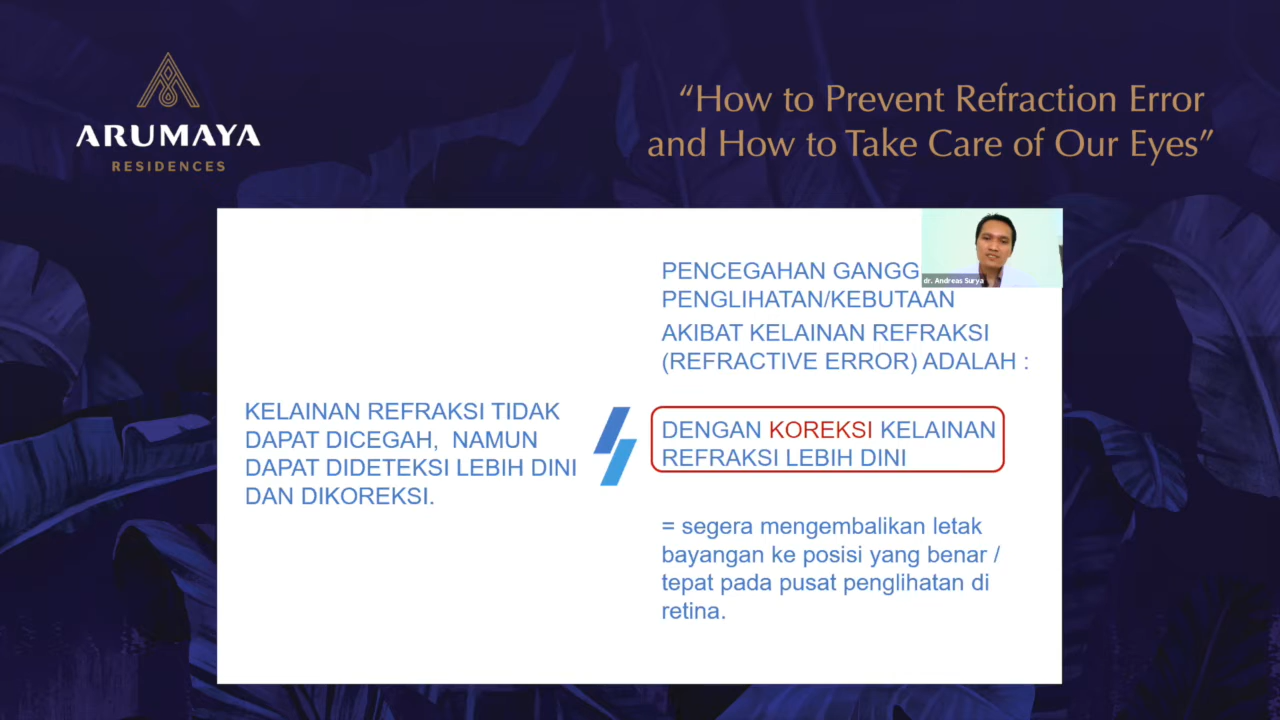 ARUMAYA
RESIDENCES
“How to Prevent Refraction Error
and How to Take Care of Our Eyes”
KELAINAN REFRAKSI TIDAK
DAPAT DICEGAH, NAMUN
DAPAT DIDETEKSI LEBIH DINI
DAN DIKOREKSI.
PENCEGAHAN GANGG
PENGLIHATAN/KEBUTAAN
AKIBAT KELAINAN REFRAKSI
(REFRACTIVE ERROR) ADALAH :
DENGAN KOREKSI KELAINAN
REFRAKSI LEBIH DINI
= segera mengembalikan letak
bayangan ke posisi yang benar /
tepat pada pusat penglihatan di
retina.
dr. Andreas Surya